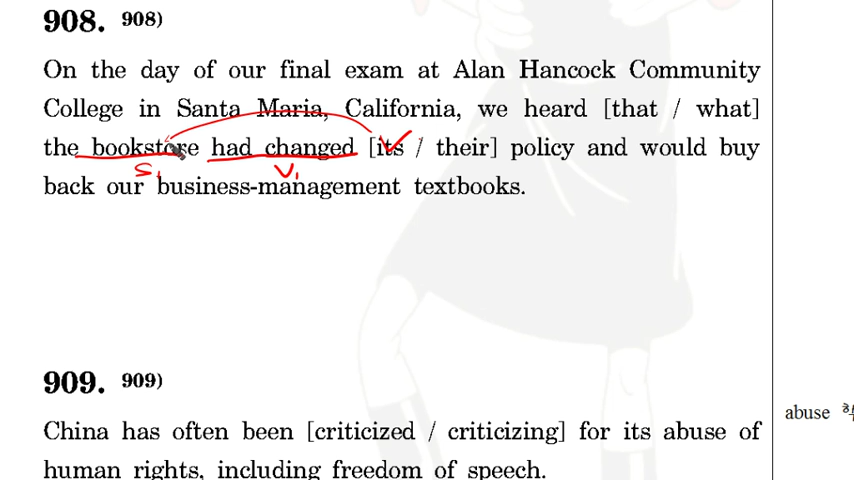 908. 908)
On the day of our final exam at Alan Hancock Community
College in Santa Maria, California, we heard [that / what]
the bookstore had changed [its / their] policy and would buy
S₁ V₁
back our business-management textbooks.
909. 909)
China has often been [criticized / criticizing] for its abuse of
abuse
human rights, including freedom of speech.